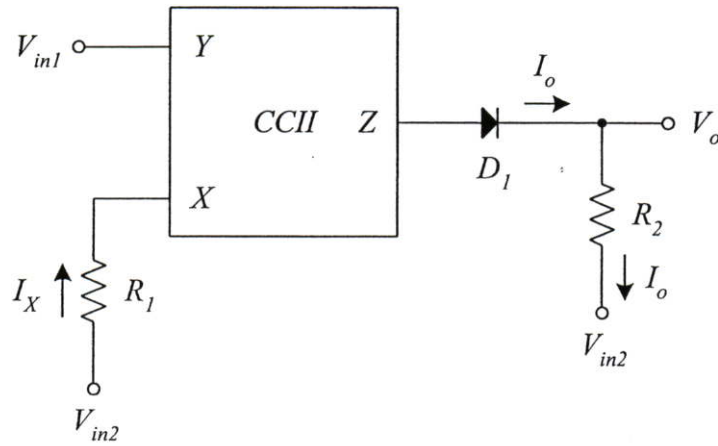 V_in1
Y
CCII
Z
X
I_o
V_o
D_1
R_2
I_o
V_in2
I_X
R_1
V_in2